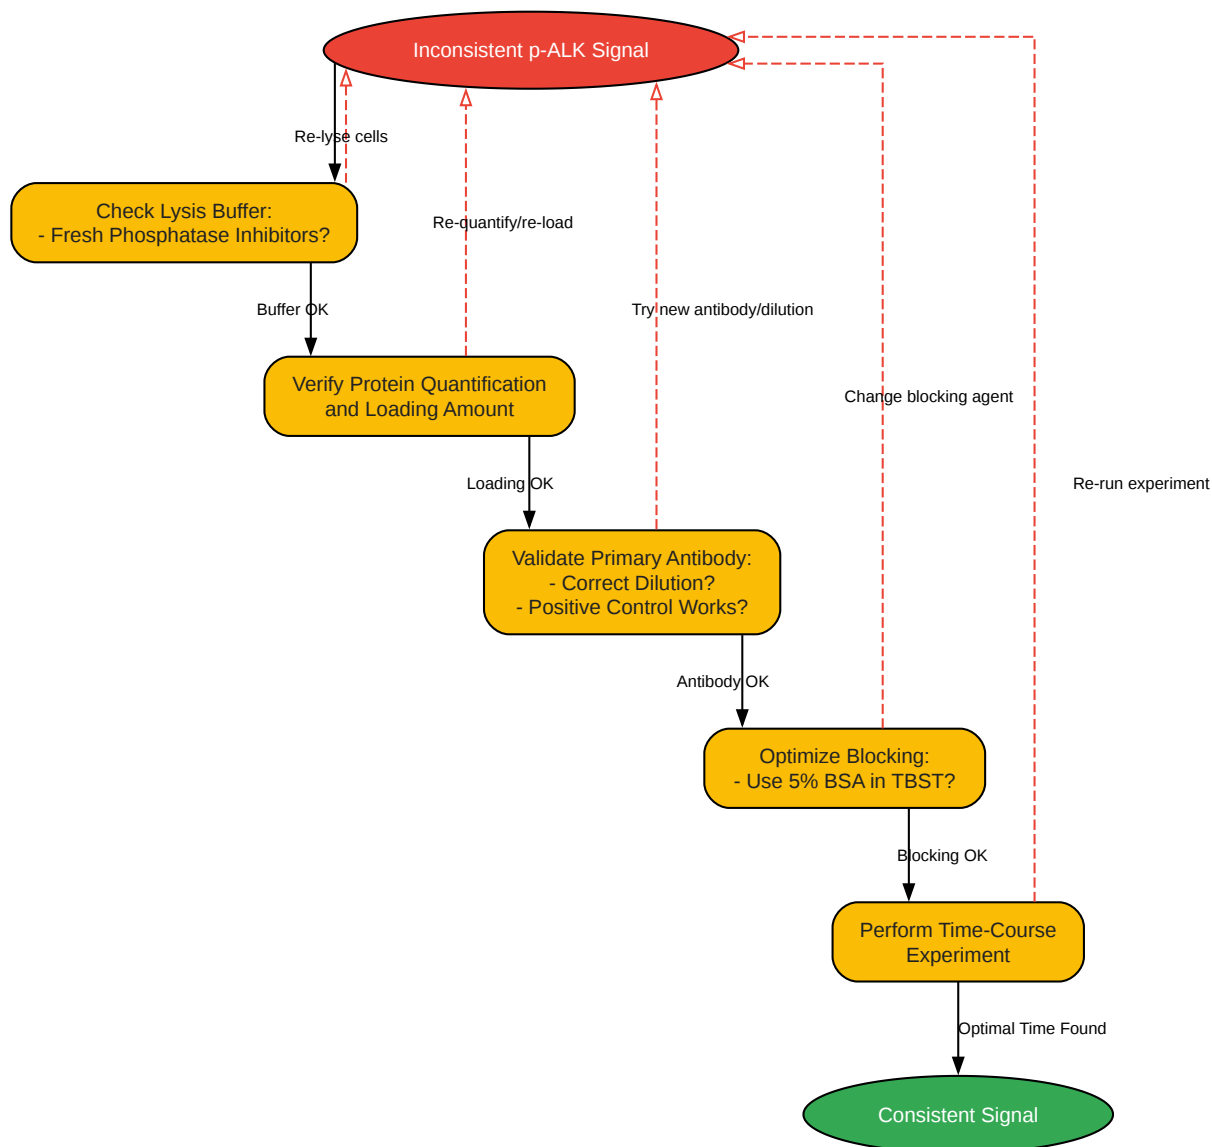 Inconsistent p-ALK Signal
Re-lyse cells
Check Lysis Buffer:
- Fresh Phosphatase Inhibitors?
Re-quantify/re-load
Buffer OK
Try new antibody/dilution
Verify Protein Quantification
and Loading Amount
Change blocking agent
Loading OK
Re-run experiment
Validate Primary Antibody:
- Correct Dilution?
- Positive Control Works?
Antibody OK
Optimize Blocking:
- Use 5% BSA in TBST?
Blocking OK
Perform Time-Course
Experiment
Optimal Time Found
Consistent Signal